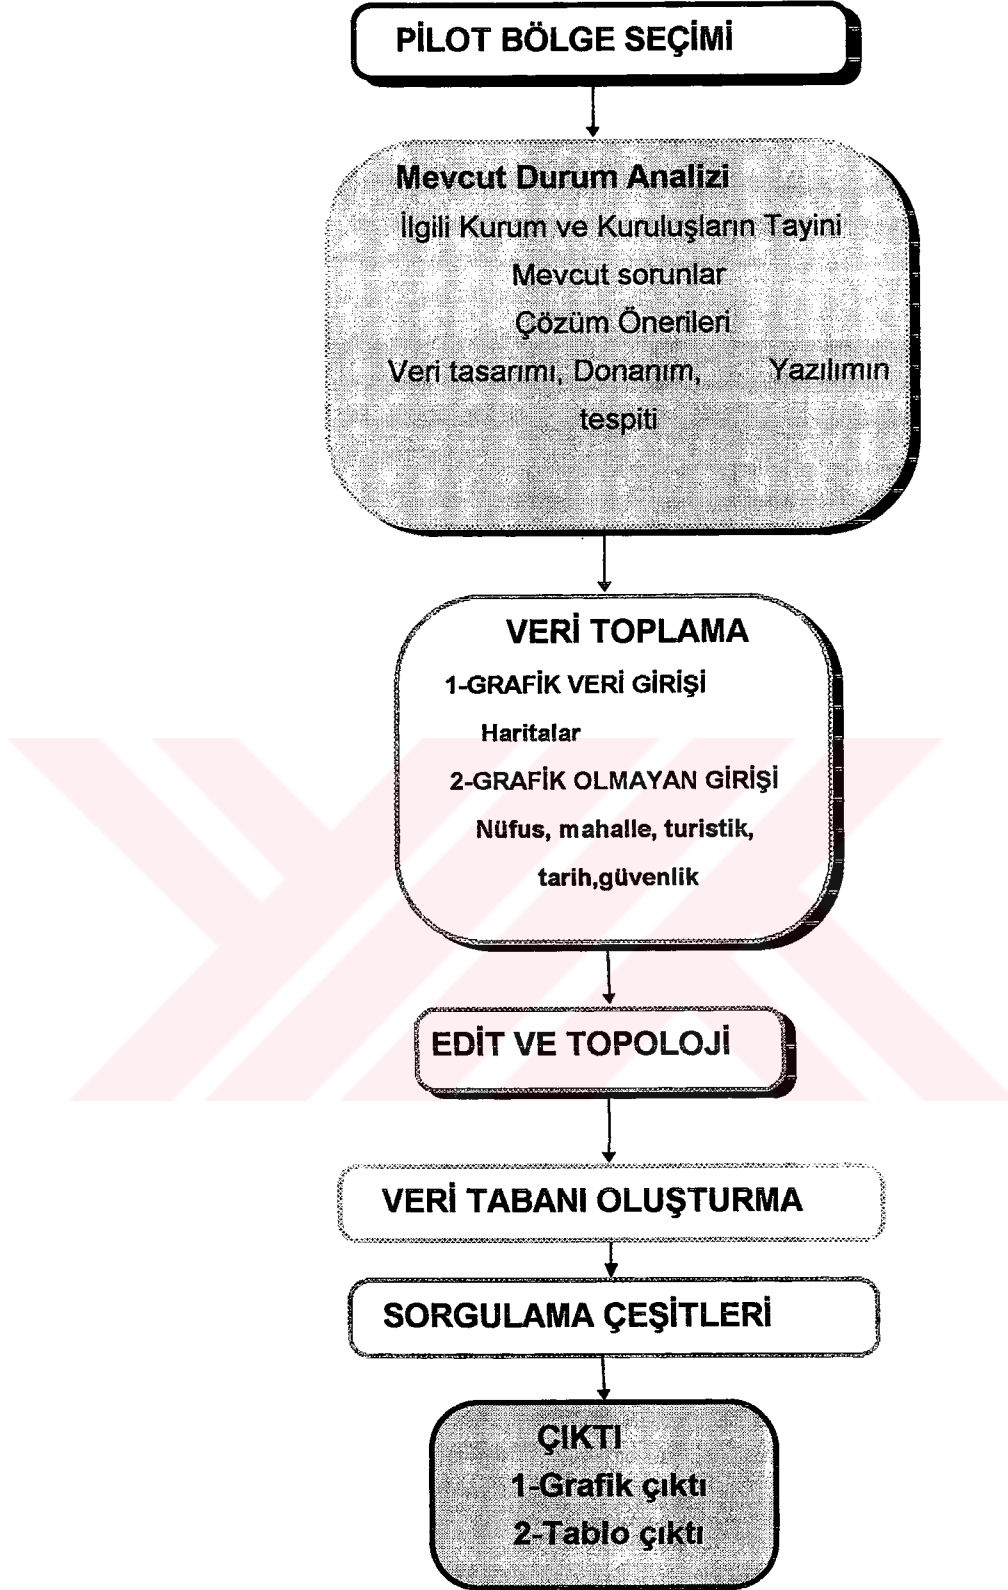 PİLOT BÖLGE SEÇİMİ
Mevcut Durum Analizi
İlgili Kurum ve Kuruluşların Tayini
Mevcut sorunlar
Çözüm Önerileri
Veri tasarımı, Donanım, Yazılımın
tespiti
VERİ TOPLAMA
1-GRAFİK VERİ GİRİŞİ
Haritalar
2-GRAFİK OLMAYAN GİRİŞİ
Nüfus, mahalle, turistik,
tarih,güvenlik
EDİT VE TOPOLOJİ
VERİ TABANI OLUŞTURMA
SORGULAMA ÇEŞİTLERİ
ÇIKTI
1-Grafik çıktı
2-Tablo çıktı